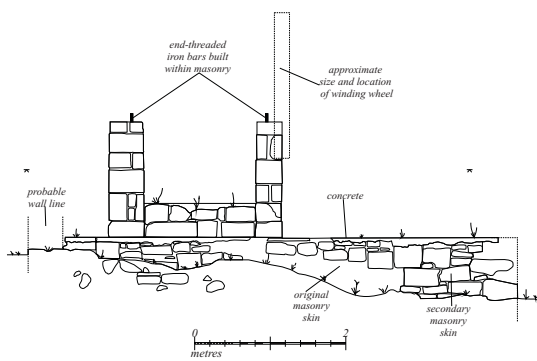 end-threaded
iron bars built
within masonry
approximate
size and location
of winding wheel
probable
wall line
concrete
original
masonry
skin
secondary
masonry
skin
0 2
metres